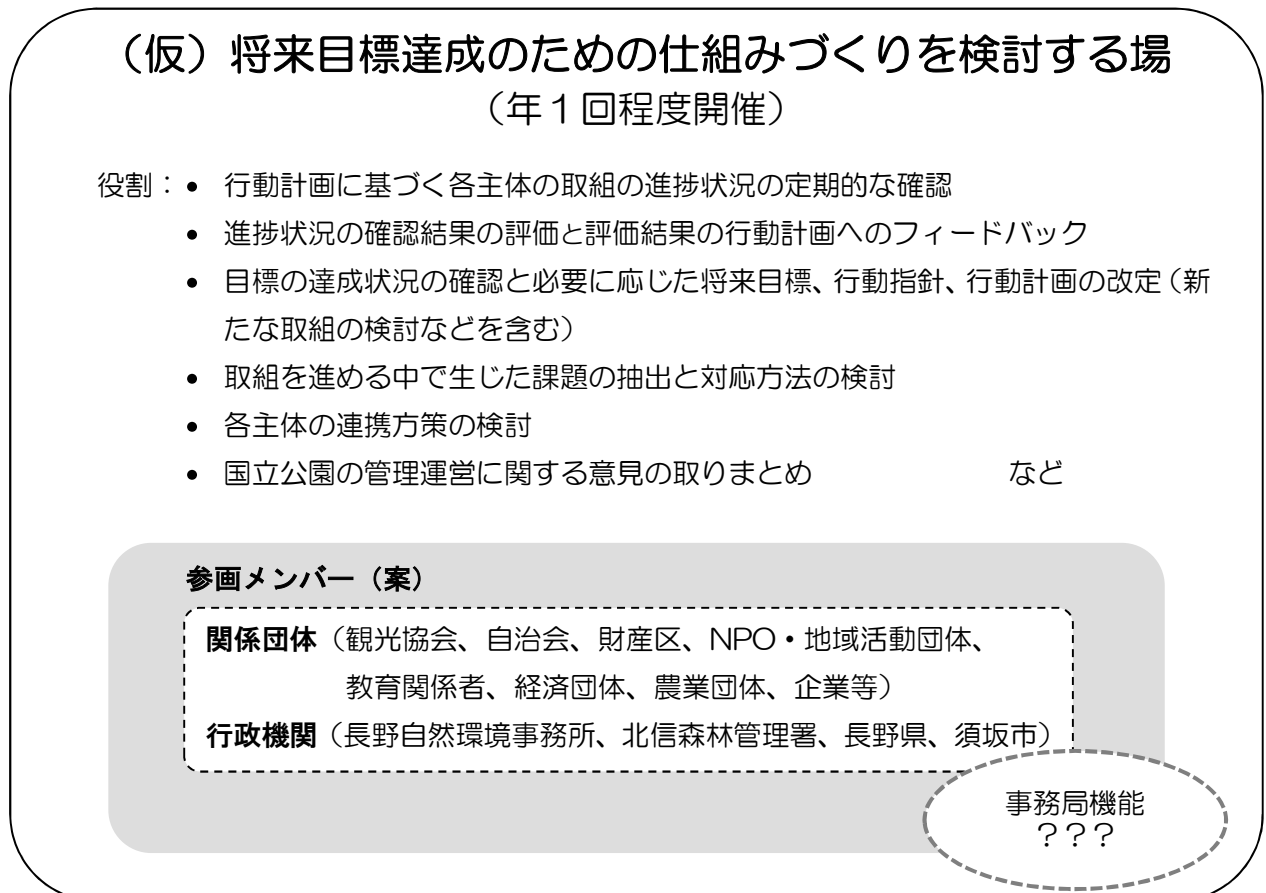 （仮）将来目標達成のための仕組みづくりを検討する場
（年１回程度開催）
役割：• 行動計画に基づく各主体の取組の進捗状況の定期的な確認
• 進捗状況の確認結果の評価と評価結果の行動計画へのフィードバック
• 目標の達成状況の確認と必要に応じた将来目標、行動指針、行動計画の改定（新
たな取組の検討などを含む）
• 取組を進める中で生じた課題の抽出と対応方法の検討
• 各主体の連携方策の検討
• 国立公園の管理運営に関する意見の取りまとめ など
参画メンバー（案）
関係団体（観光協会、自治会、財産区、NPO・地域活動団体、
教育関係者、経済団体、農業団体、企業等）
行政機関（長野自然環境事務所、北信森林管理署、長野県、須坂市）
事務局機能
？？？